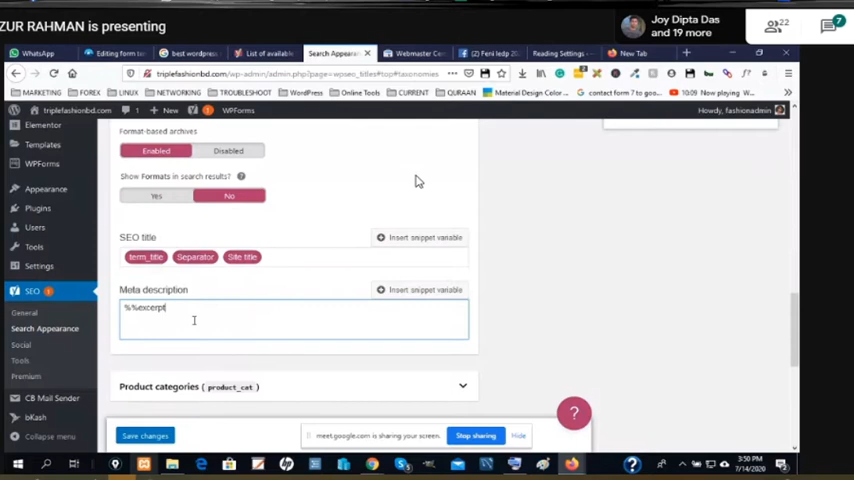 ZUR RAHMAN is presenting
Joy Dipta Das
and 19 more
22
7
WhatsApp
Editing form
best wordpress
List of available
Search Appearance
Webmaster Cen
(2) Feni ledp 202
Reading Settings
New Tab
triplefashionbd.com/wp-admin/admin.php?page=wpseo_titles#top#taxonomies
MARKETING
FOREX
LINUX
NETWORKING
TROUBLESHOOT
WordPress
Online Tools
CURRENT
QURAAN
Material Design Color
contact form 7 to goo
10:09 Now playing
triplefashionbd.com
1
New
1
WPForms
Howdy, fashionadmin
Elementor
Templates
WPForms
Appearance
Plugins
Users
Tools
Settings
SEO 1
General
Search Appearance
Social
Tools
Premium
CB Mail Sender
bKash
Collapse menu
Format-based archives
Enabled
Disabled
Show Formats in search results?
Yes
No
SEO title
Insert snippet variable
term_title
Separator
Site title
Meta description
Insert snippet variable
%%excerpt
Product categories ( product_cat )
Save changes
meet.google.com is sharing your screen.
Stop sharing
Hide
?
3:50 PM
7/14/2020